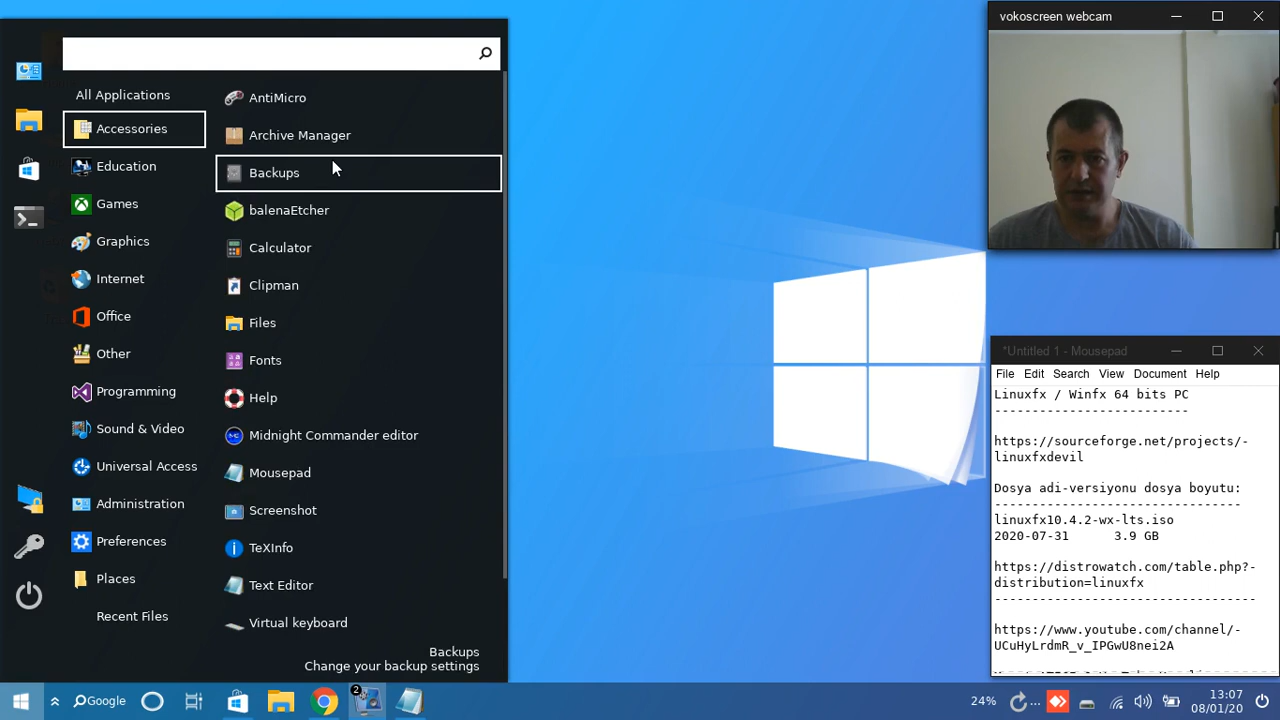 vokoscreen webcam
All Applications
Accessories
Education
Games
Graphics
Internet
Office
Other
Programming
Sound & Video
Universal Access
Administration
Preferences
Places
Recent Files
AntiMicro
Archive Manager
Backups
balenaEtcher
Calculator
Clipman
Files
Fonts
Help
Midnight Commander editor
Mousepad
Screenshot
TeXInfo
Text Editor
Virtual keyboard
Backups
Change your backup settings
*Untitled 1 - Mousepad
File Edit Search View Document Help
Linuxfx / Winfx 64 bits PC
--------------------------
https://sourceforge.net/projects/-
linuxfxdevil
Dosya adi-versiyonu dosya boyutu:
---------------------------------
linuxfx10.4.2-wx-lts.iso
2020-07-31 3.9 GB
https://distrowatch.com/table.php?-
distribution=linuxfx
-----------------------------------
https://www.youtube.com/channel/-
UCuHyLrdmR_v_IPGwU8nei2A
Google
2
24%
...
13:07
08/01/20